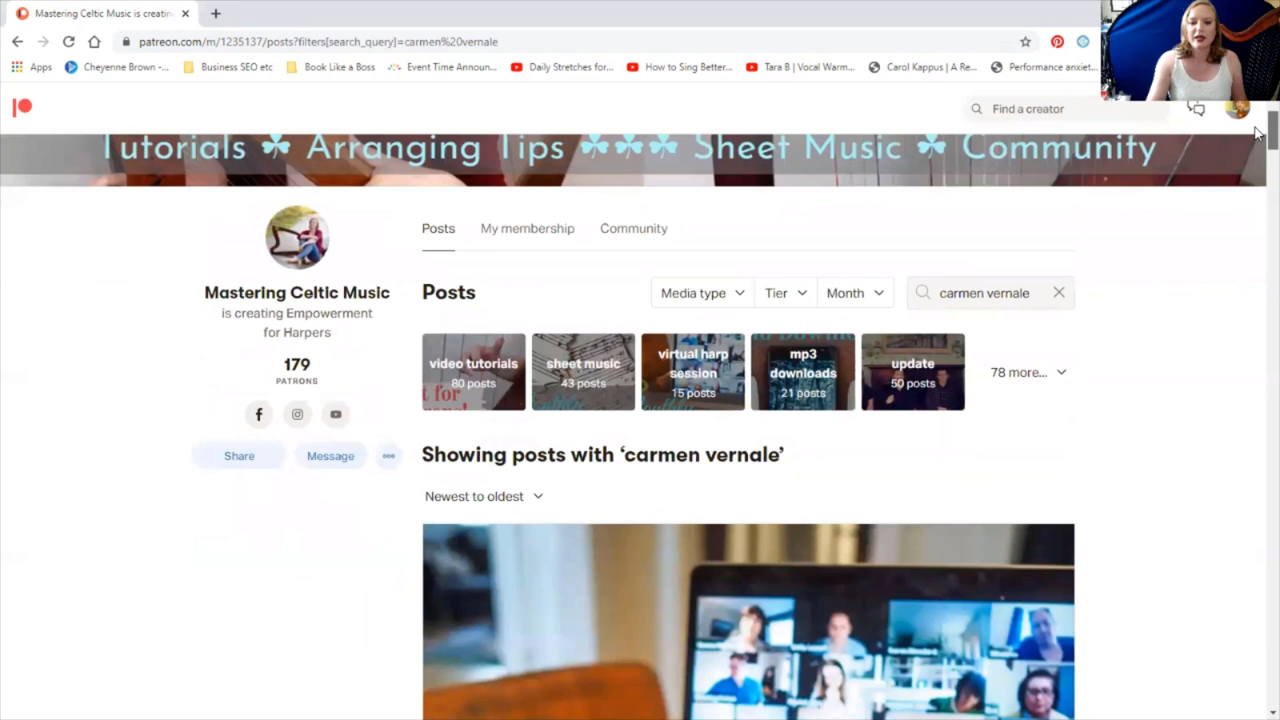 Mastering Celtic Music is creatin
patreon.com/m/1235137/posts?filters[search_query]=carmen%20vernale
Apps
Cheyenne Brown -...
Business SEO etc
Book Like a Boss
Event Time Announ...
Daily Stretches for...
How to Sing Better...
Tara B | Vocal Warm...
Carol Kappus | A Re...
Performance anxiet...
Find a creator
Tutorials ☘ Arranging Tips ☘☘☘ Sheet Music ☘ Community
Posts
My membership
Community
Mastering Celtic Music
is creating Empowerment
for Harpers
179
PATRONS
Share
Message
Posts
Media type
Tier
Month
carmen vernale
video tutorials
80 posts
sheet music
43 posts
virtual harp
session
15 posts
mp3
downloads
21 posts
update
50 posts
78 more...
Showing posts with ‘carmen vernale’
Newest to oldest